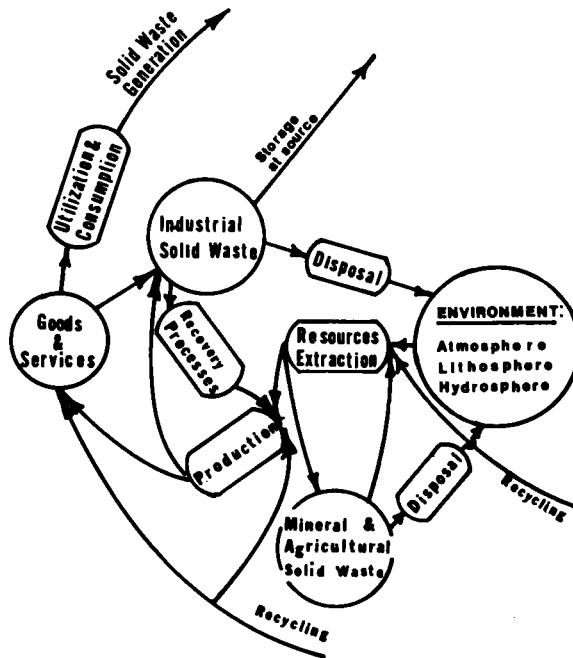 Solid Waste
Generation
Utilization &
Consumption
Storage
at source
Industrial
Solid Waste
Disposal
ENVIRONMENT:
Atmosphere
Lithosphere
Hydrosphere
Goods
&
Services
Recovery
Processes
Resources
Extraction
Production
Disposal
Recycling
Mineral &
Agricultural
Solid Waste
Recycling